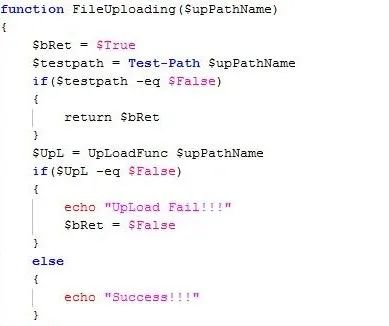 function FileUploading($upPathName)
{
$bRet = $True
$testpath = Test-Path $upPathName
if($testpath -eq $False)
{
return $bRet
}
$UpL = UpLoadFunc $upPathName
if($UpL -eq $False)
{
echo "UpLoad Fail!!!"
$bRet = $False
}
else
{
echo "Success!!!"
}